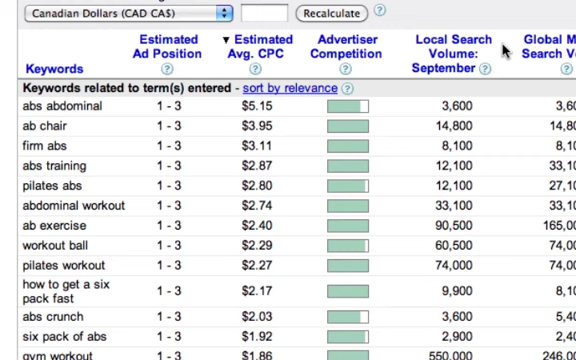 Canadian Dollars (CAD CA$) Recalculate ?
Estimated Ad Position ? ▼ Estimated Avg. CPC ? Advertiser Competition ? Local Search Volume: September ? Global Search ?
Keywords
Keywords related to term(s) entered - sort by relevance ?
abs abdominal 1 - 3 $5.15 3,600
ab chair 1 - 3 $3.95 14,800
firm abs 1 - 3 $3.11 8,100
abs training 1 - 3 $2.87 12,100
pilates abs 1 - 3 $2.80 12,100
abdominal workout 1 - 3 $2.74 33,100
ab exercise 1 - 3 $2.40 90,500
workout ball 1 - 3 $2.29 60,500
pilates workout 1 - 3 $2.27 74,000
how to get a six
pack fast 1 - 3 $2.17 9,900
abs crunch 1 - 3 $2.03 3,600
six pack of abs 1 - 3 $1.92 2,900
gym workout 1 - 3 $1.86 550,000